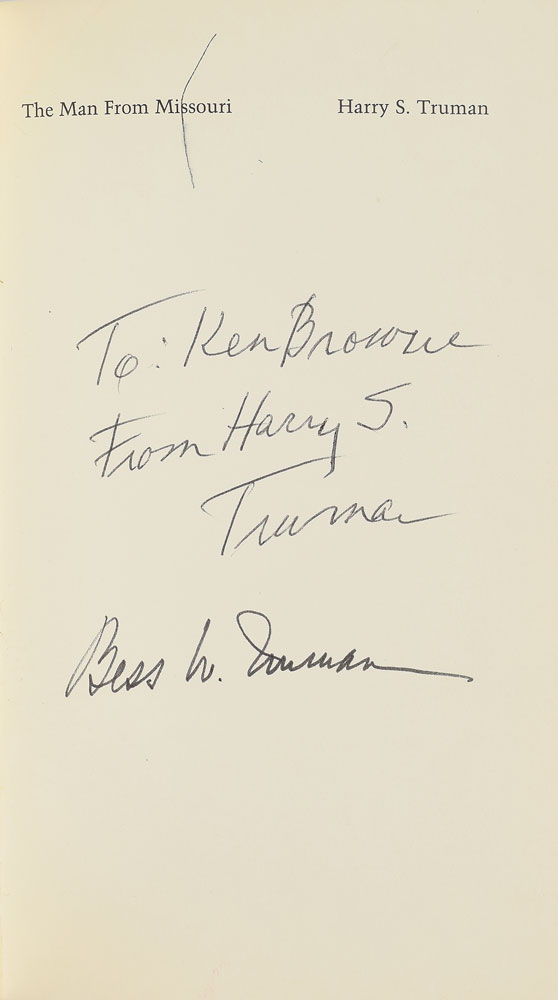 The Man From Missouri Harry S. Truman
To: Ken Browne
From Harry S.
Truman
Bess W. Truman